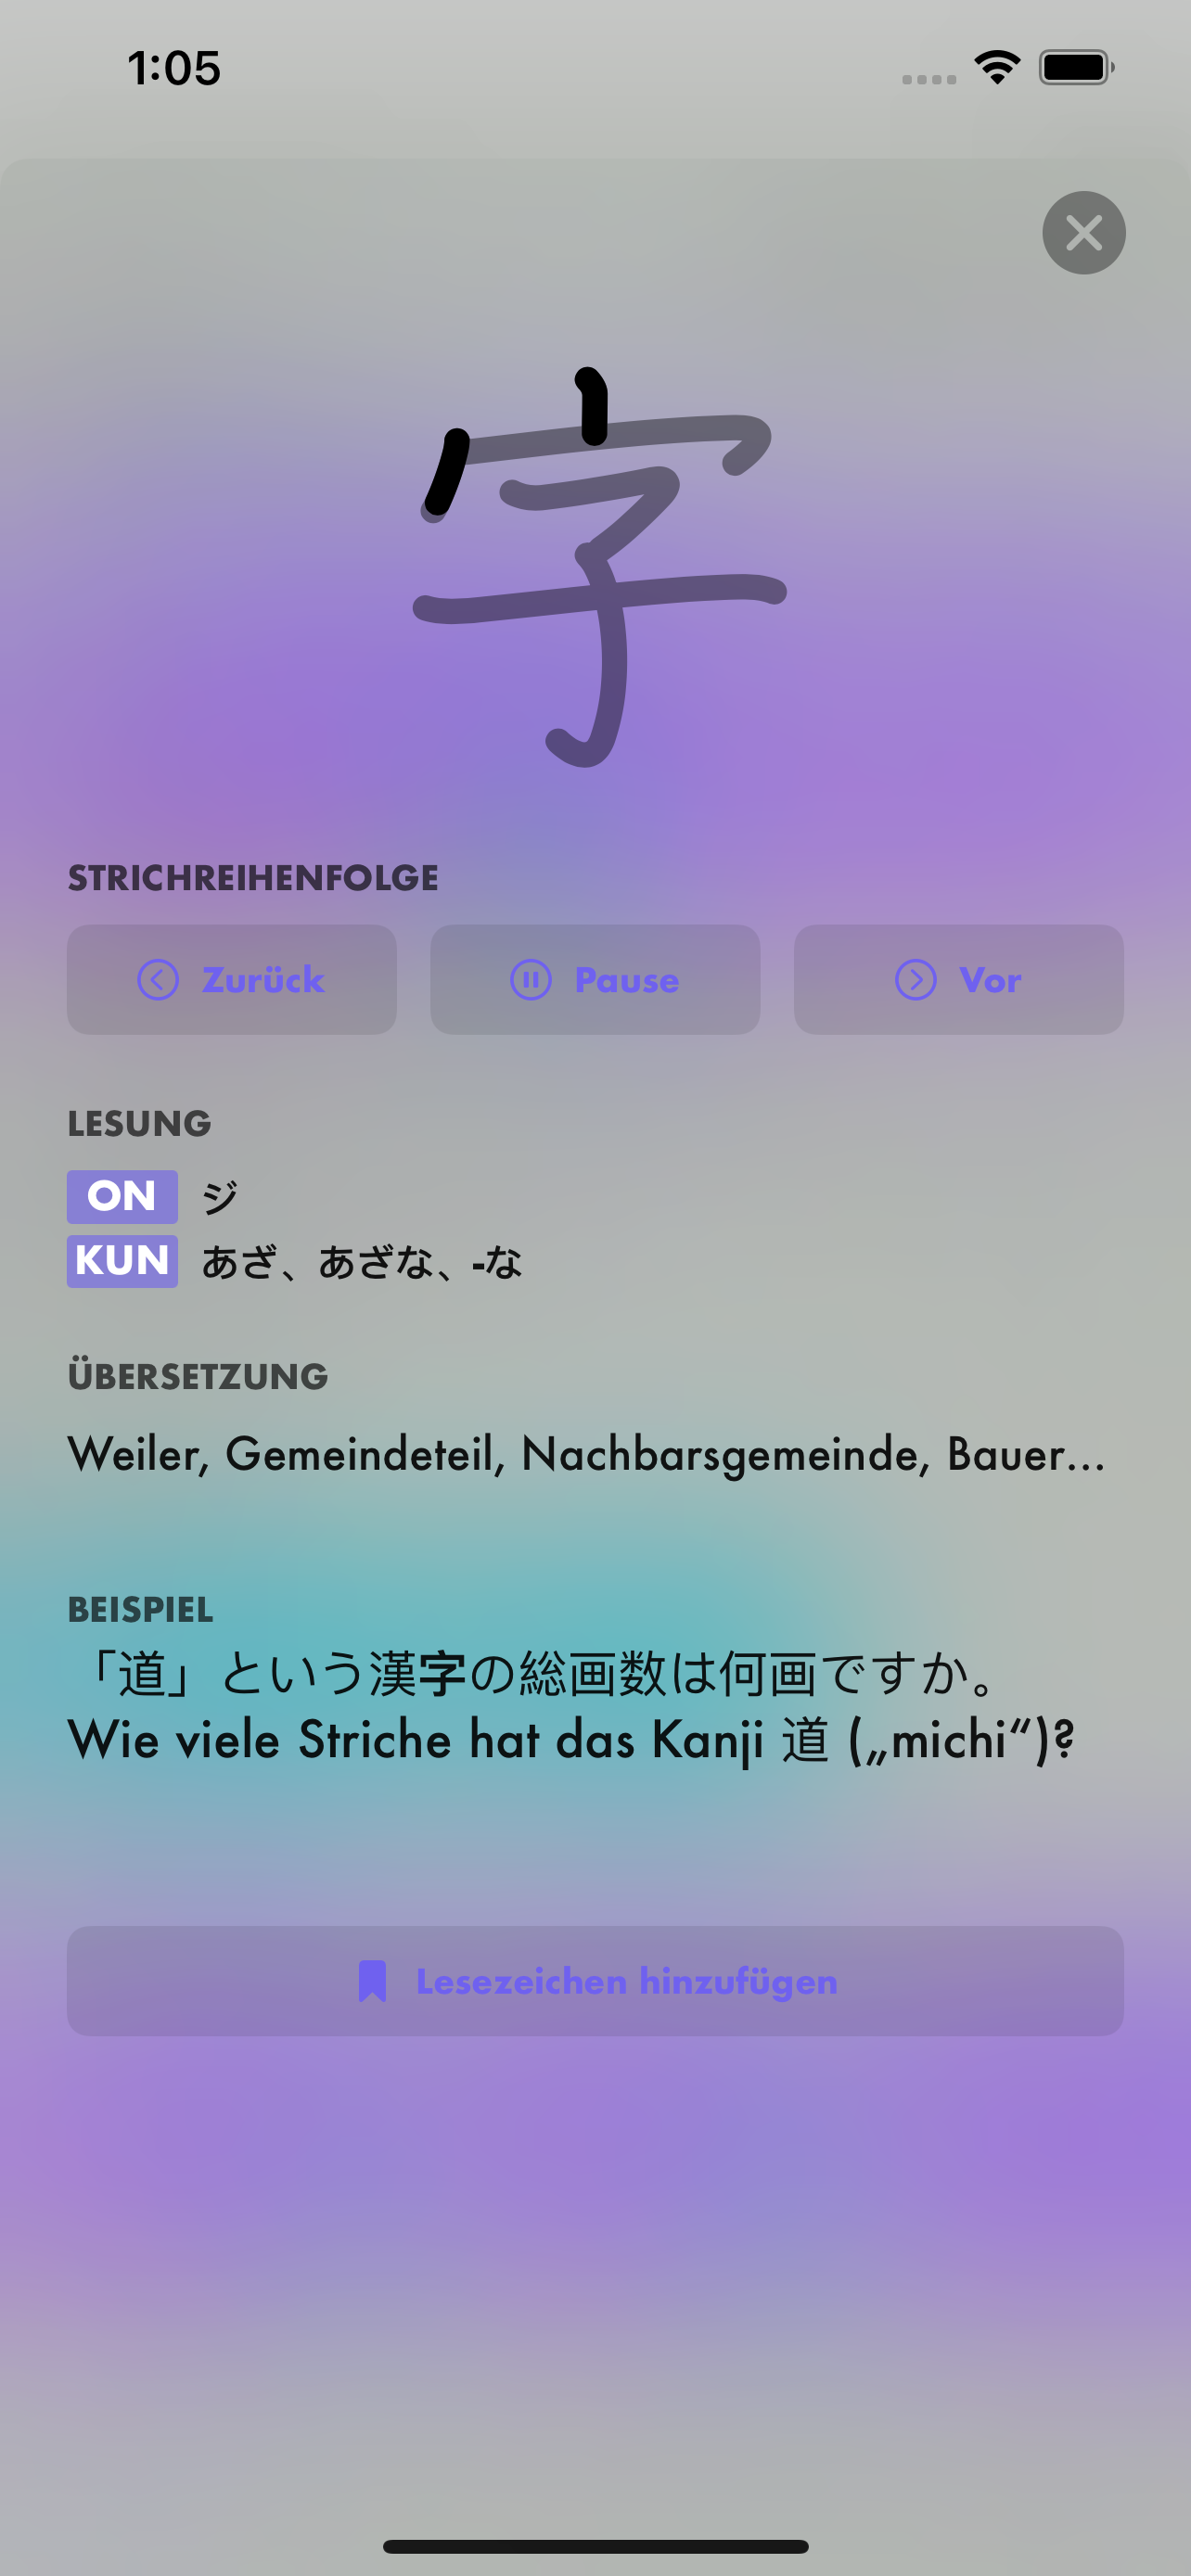 1:05
字
STRICHREIHENFOLGE
Zurück
Pause
Vor
LESUNG
ON ジ
KUN あざ、あざな、-な
ÜBERSETZUNG
Weiler, Gemeindeteil, Nachbarsgemeinde, Bauer...
BEISPIEL
「道」という漢字の総画数は何画ですか。
Wie viele Striche hat das Kanji 道 („michi“)?
Lesezeichen hinzufügen